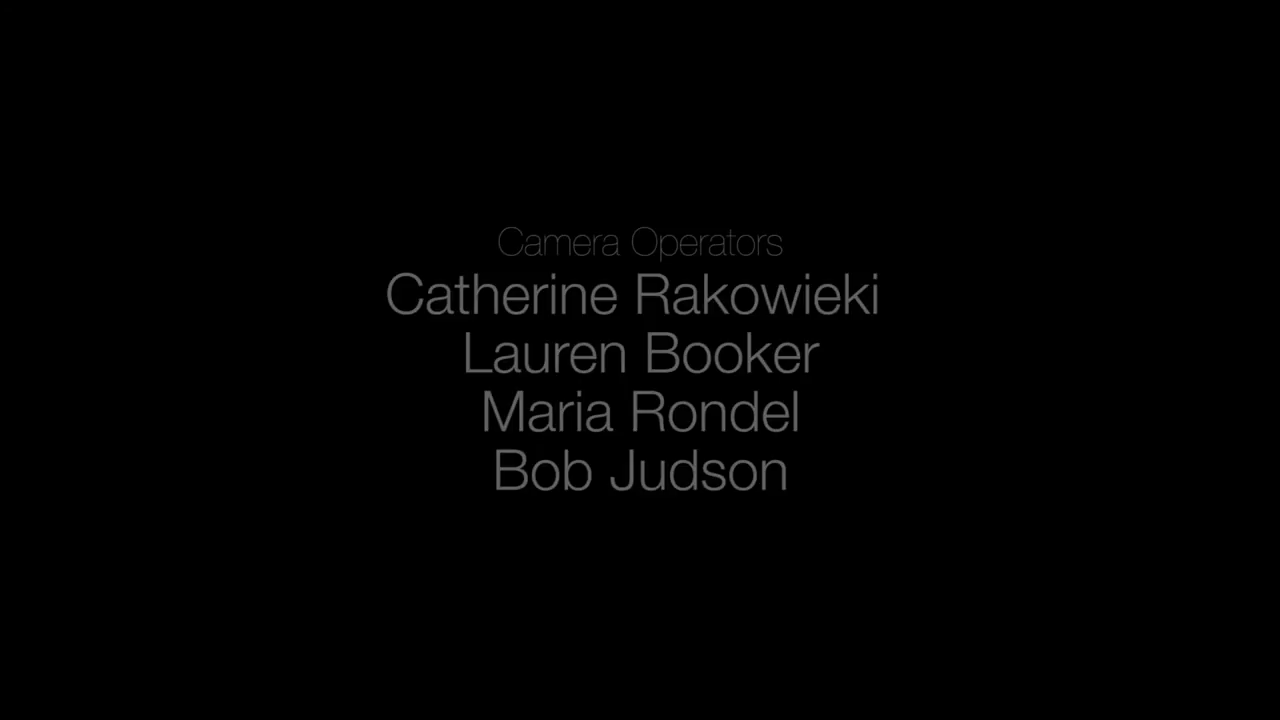 Camera Operators
Catherine Rakowieki
Lauren Booker
Maria Rondel
Bob Judson